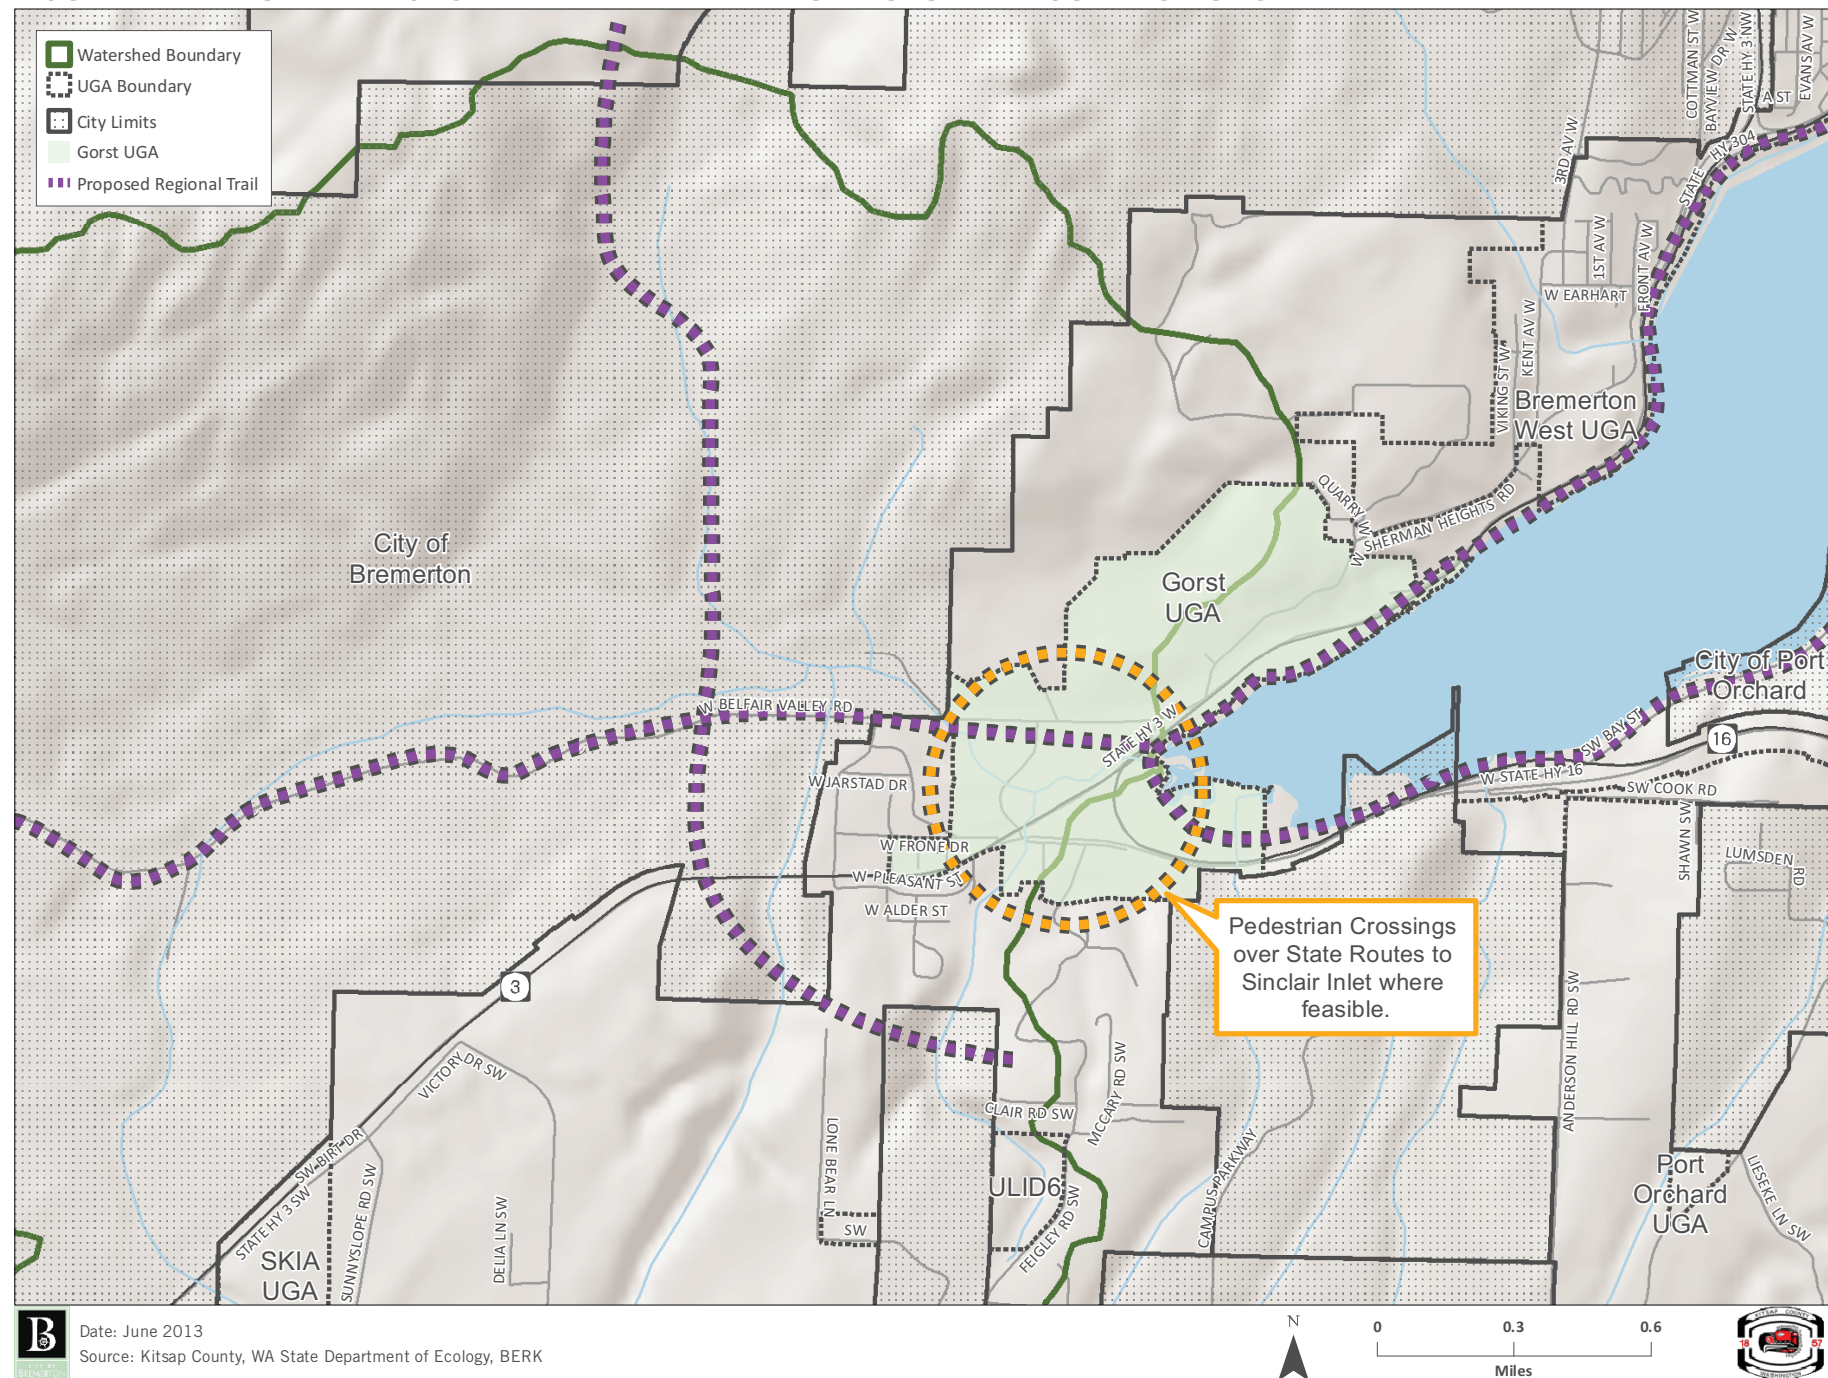 Watershed Boundary
UGA Boundary
City Limits
Gorst UGA
Proposed Regional Trail
COTTMAN ST W
BAYVIEW DR W
STATE HY 3 NW
EVANS AV W
A ST
STATE HY 304
3RD AV W
1ST AV W
FRONT AV W
W EARHART
KENT AV W
VIKING ST W
Bremerton
West UGA
QUARRY W
W SHERMAN HEIGHTS RD
City of
Bremerton
Gorst
UGA
City of Port
Orchard
W BELFAIR VALLEY RD
STATE HY 3 W
SW BAY ST
16
W STATE HY 16
SW COOK RD
W JARSTAD DR
W FRONE DR
W PLEASANT ST
W ALDER ST
SHAWN SW
LUMSDEN
RD
Pedestrian Crossings
over State Routes to
Sinclair Inlet where
feasible.
3
VICTORY DR SW
MCCARY RD SW
CLAIR RD SW
ANDERSON HILL RD SW
SW BIRT DR
STATE HY 3 SW
SUNNYSLOPE RD SW
DELIA LN SW
LONE BEAR LN
SW
ULID6
FEIGLEY RD SW
CAMPUS PARKWAY
Port
Orchard
UGA
LIESEKE LN SW
SKIA
UGA
B
CITY OF
BREMERTON
Date: June 2013
Source: Kitsap County, WA State Department of Ecology, BERK
N
0 0.3 0.6
Miles
KITSAP COUNTY
18 57
WASHINGTON